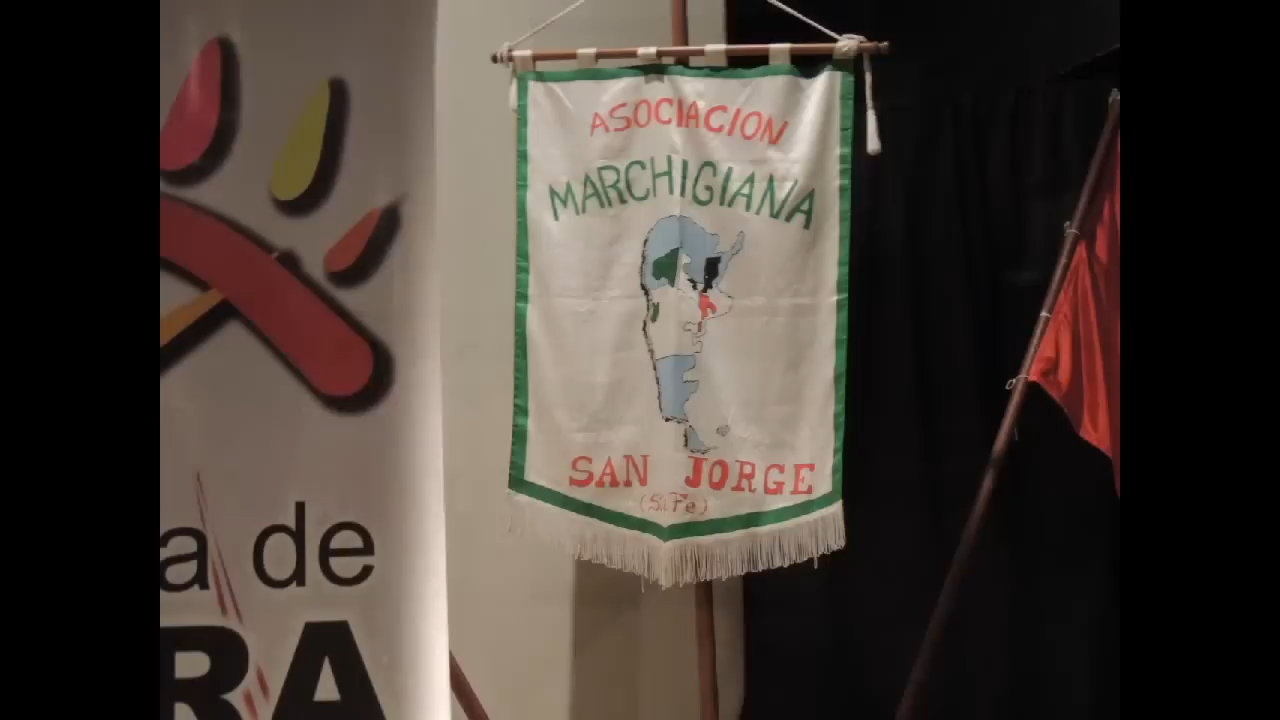 ASOCIACION
MARCHIGIANA
SAN JORGE
(S.Fe)
a de
RA